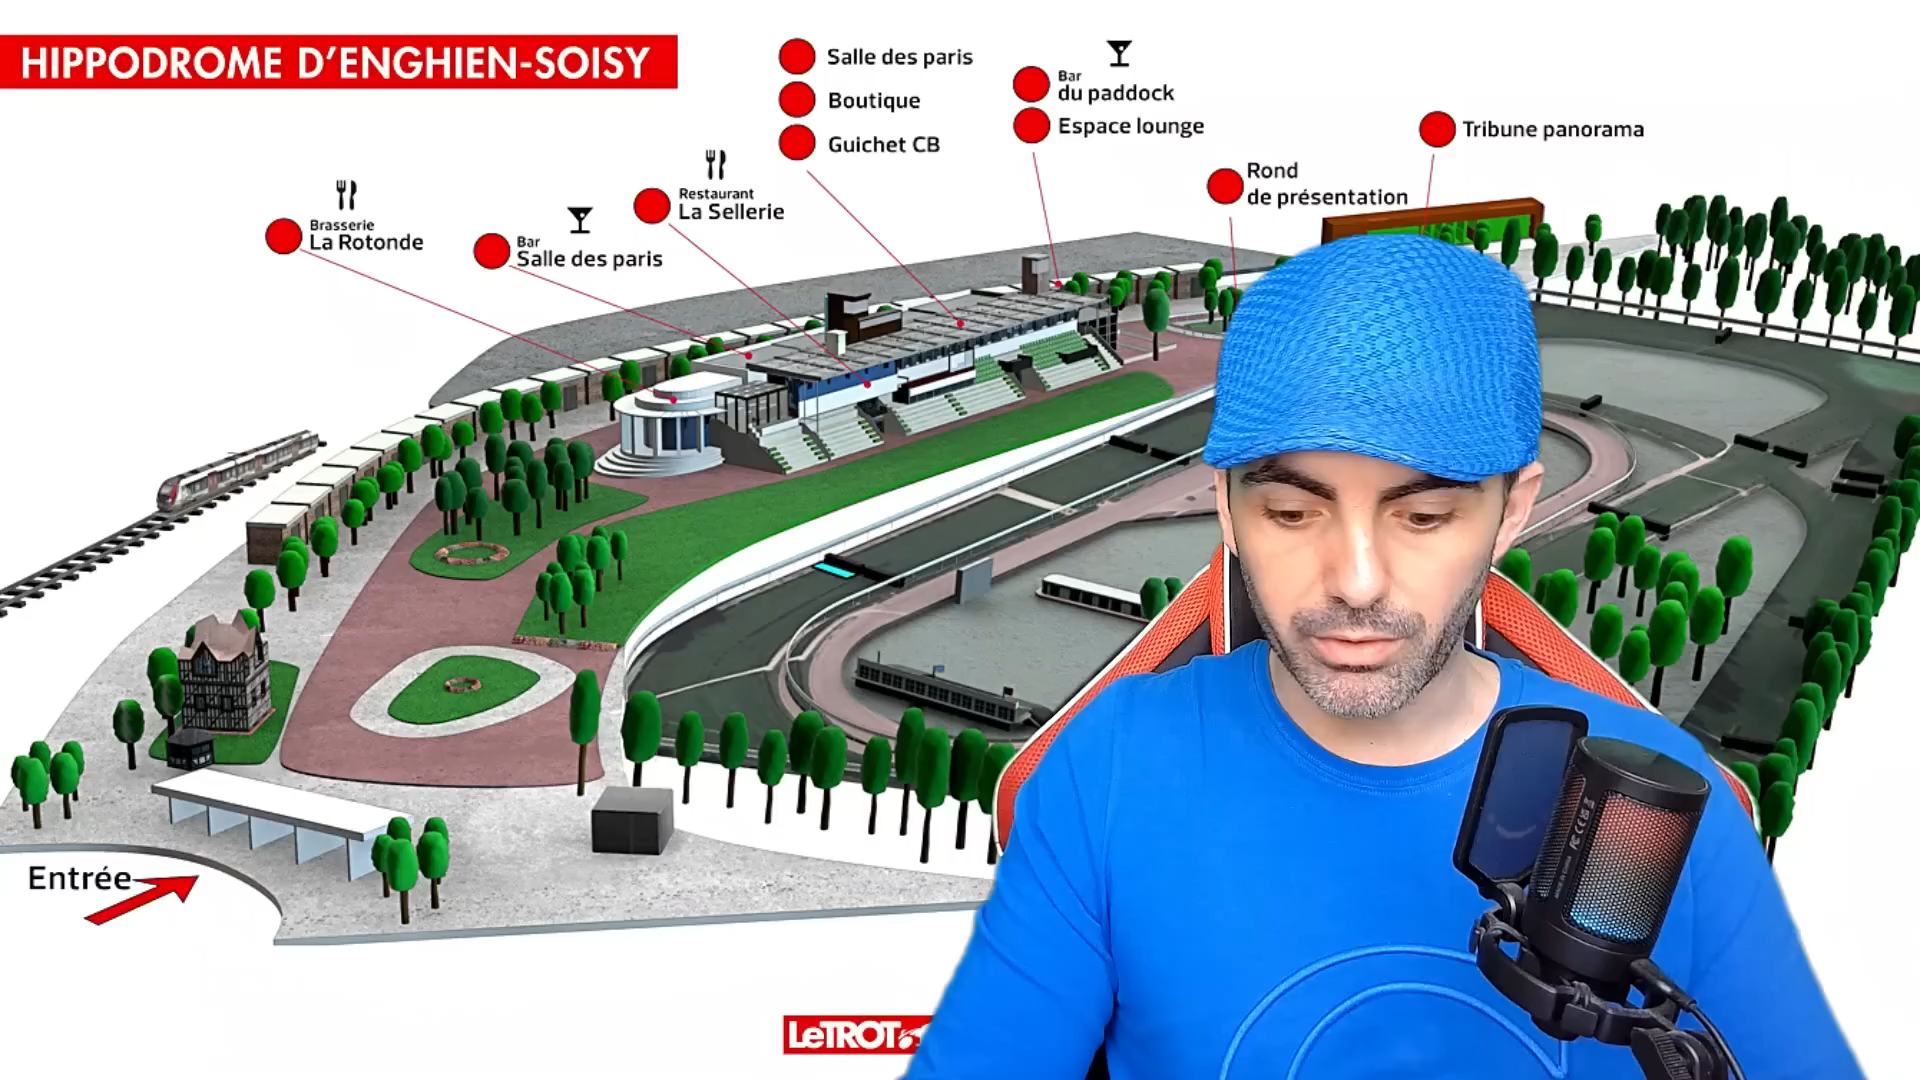 HIPPODROME D'ENGHIEN-SOISY
Salle des paris
Boutique
Guichet CB
Bar
du paddock
Espace lounge
Tribune panorama
Rond
de présentation
Restaurant
La Sellerie
Brasserie
La Rotonde
Bar
Salle des paris
Entrée
LeTROT